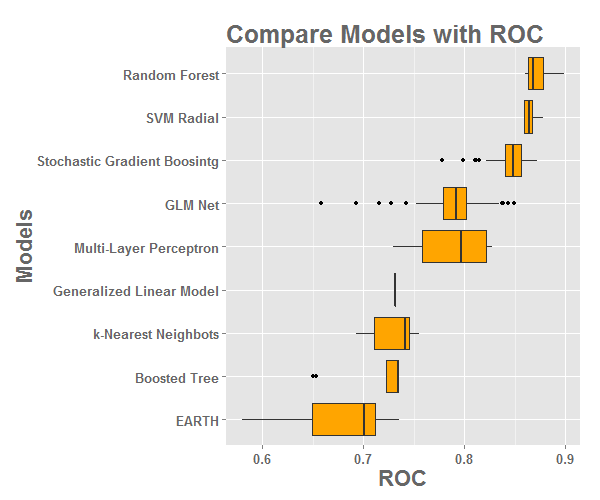 Compare Models with ROC
Random Forest
SVM Radial
Stochastic Gradient Boosintg
GLM Net
Multi-Layer Perceptron
Generalized Linear Model
k-Nearest Neighbots
Boosted Tree
EARTH
Models
0.6 0.7 0.8 0.9
ROC